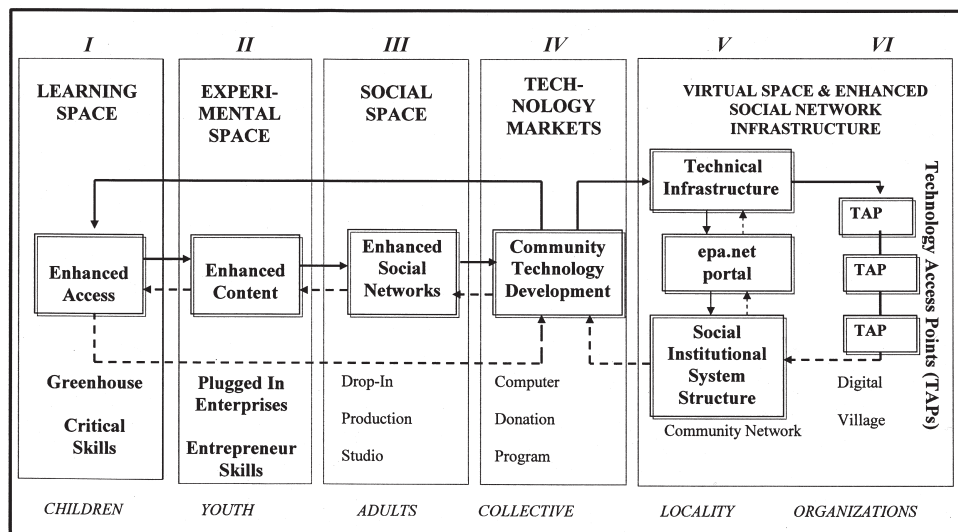 I
II
III
IV
V
VI
LEARNING
SPACE
EXPERI-
MENTAL
SPACE
SOCIAL
SPACE
TECH-
NOLOGY
MARKETS
VIRTUAL SPACE & ENHANCED
SOCIAL NETWORK
INFRASTRUCTURE
Enhanced
Access
Enhanced
Content
Enhanced
Social
Networks
Community
Technology
Development
Technical
Infrastructure
epa.net
portal
Social
Institutional
System
Structure
TAP
TAP
TAP
Technology Access Points (TAPs)
Greenhouse
Critical
Skills
Plugged In
Enterprises
Entrepreneur
Skills
Drop-In
Production
Studio
Computer
Donation
Program
Community Network
Digital
Village
CHILDREN
YOUTH
ADULTS
COLLECTIVE
LOCALITY
ORGANIZATIONS